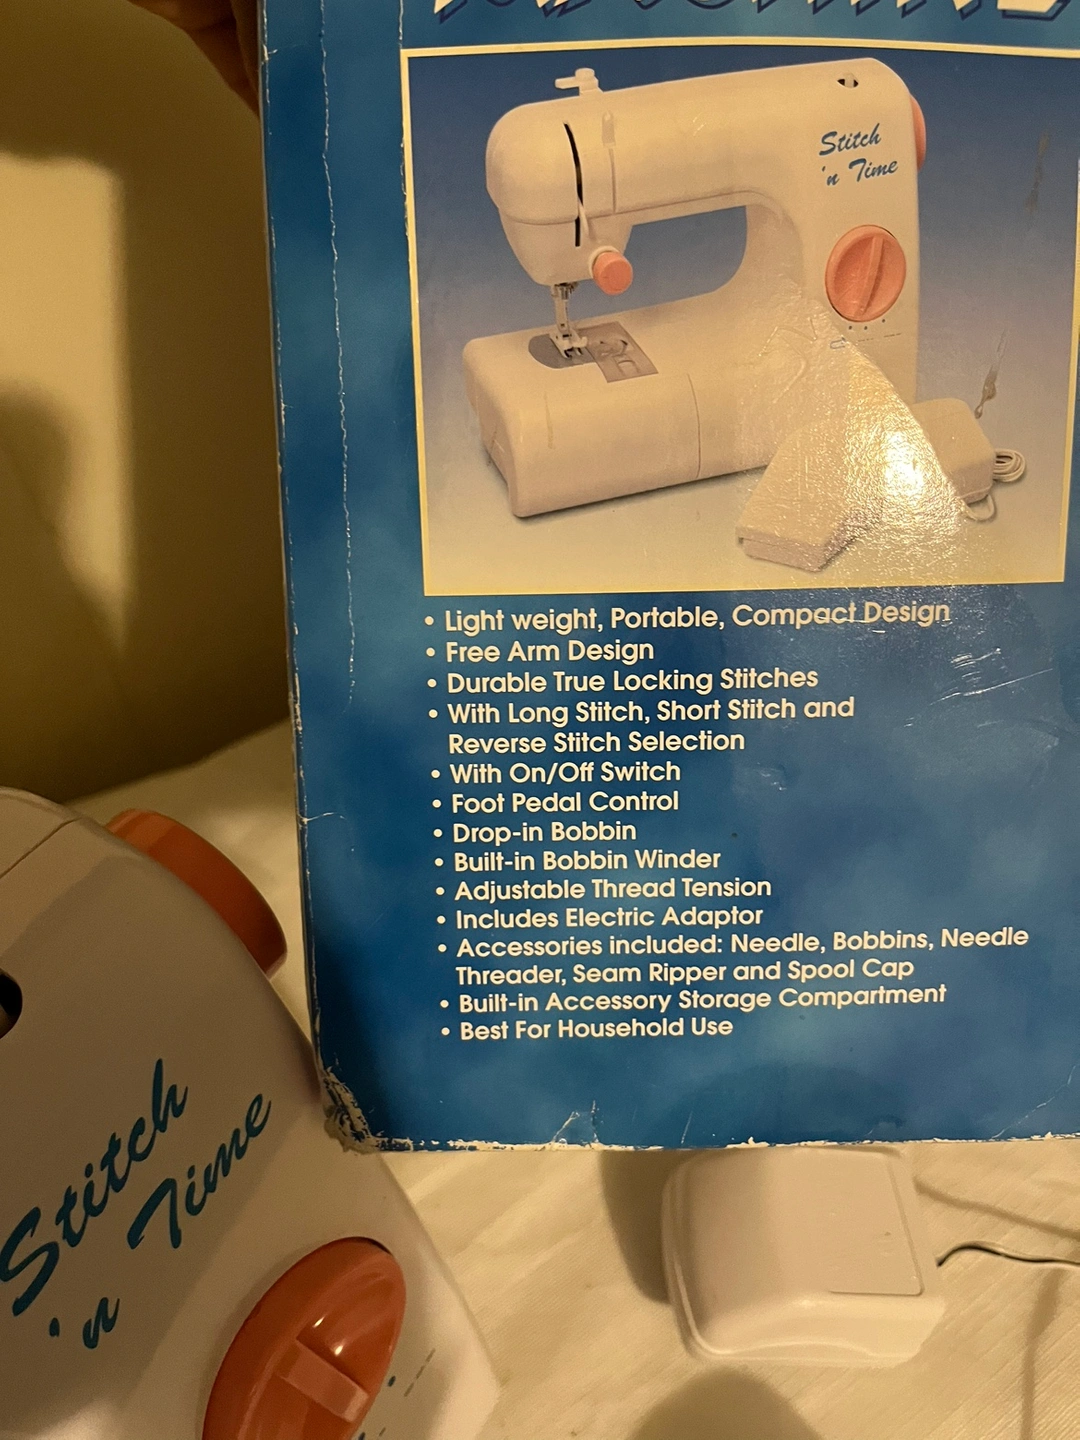 Stitch
'n Time
• Light weight, Portable, Compact Design
• Free Arm Design
• Durable True Locking Stitches
• With Long Stitch, Short Stitch and
Reverse Stitch Selection
• With On/Off Switch
• Foot Pedal Control
• Drop-in Bobbin
• Built-in Bobbin Winder
• Adjustable Thread Tension
• Includes Electric Adaptor
• Accessories included: Needle, Bobbins, Needle
Threader, Seam Ripper and Spool Cap
• Built-in Accessory Storage Compartment
• Best For Household Use
Stitch
'n Time